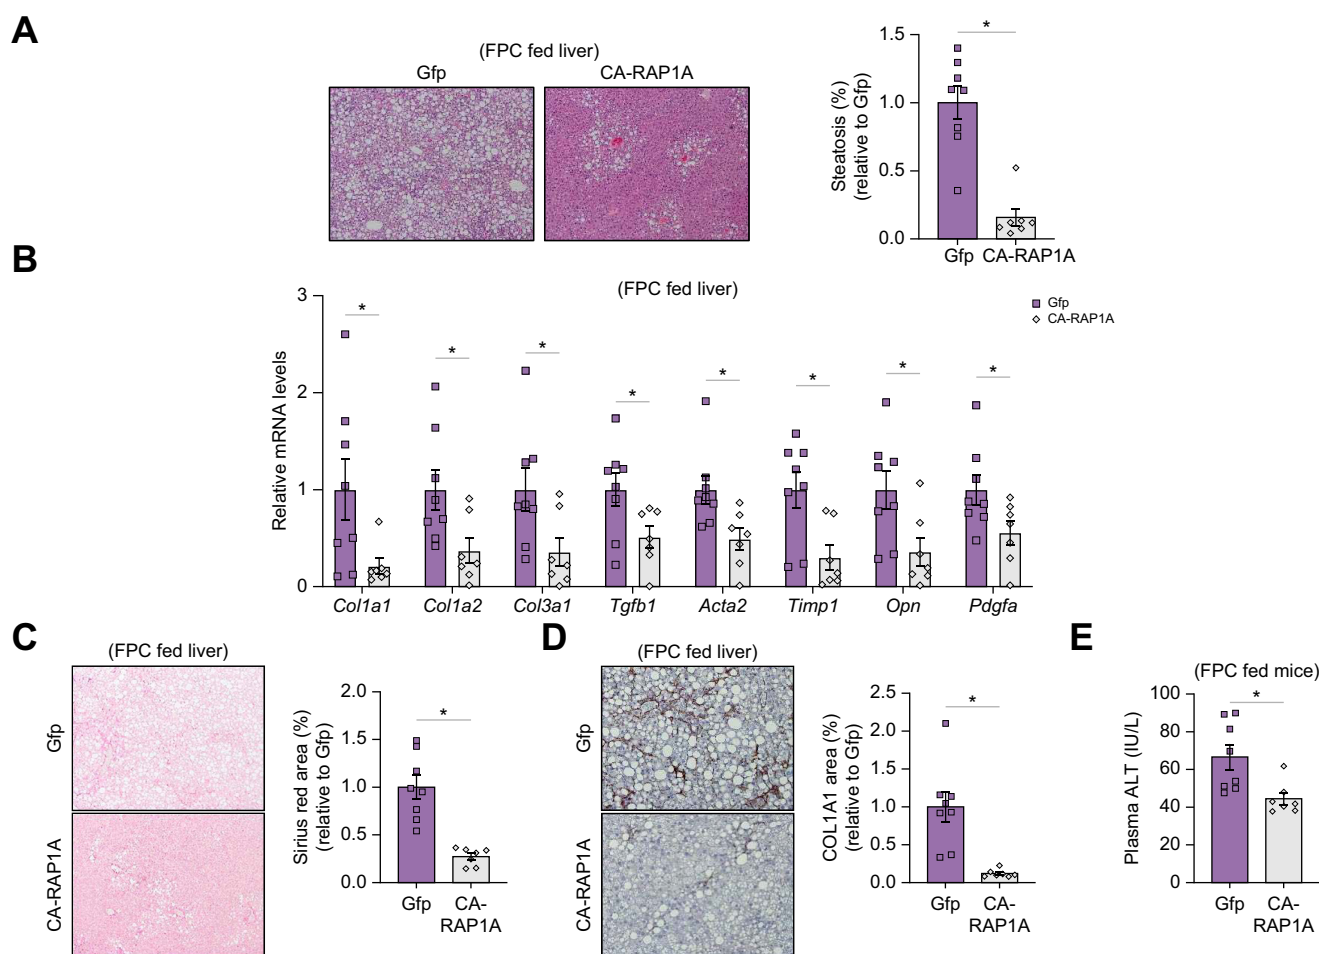 A
(FPC fed liver)
Gfp
CA-RAP1A
Steatosis (%)
(relative to Gfp)
1.5
1.0
0.5
0.0
*
Gfp
CA-RAP1A
B
(FPC fed liver)
Gfp
CA-RAP1A
Relative mRNA levels
3
2
1
0
*
*
*
*
*
*
*
*
Col1a1
Col1a2
Col3a1
Tgfb1
Acta2
Timp1
Opn
Pdgfa
C
(FPC fed liver)
Gfp
CA-RAP1A
Sirius red area (%)
(relative to Gfp)
2.0
1.5
1.0
0.5
0.0
*
Gfp
CA-
RAP1A
D
(FPC fed liver)
Gfp
CA-RAP1A
COL1A1 area (%)
(relative to Gfp)
2.5
2.0
1.5
1.0
0.5
0.0
*
Gfp
CA-
RAP1A
E
(FPC fed mice)
Plasma ALT (IU/L)
100
80
60
40
20
0
*
Gfp
CA-
RAP1A